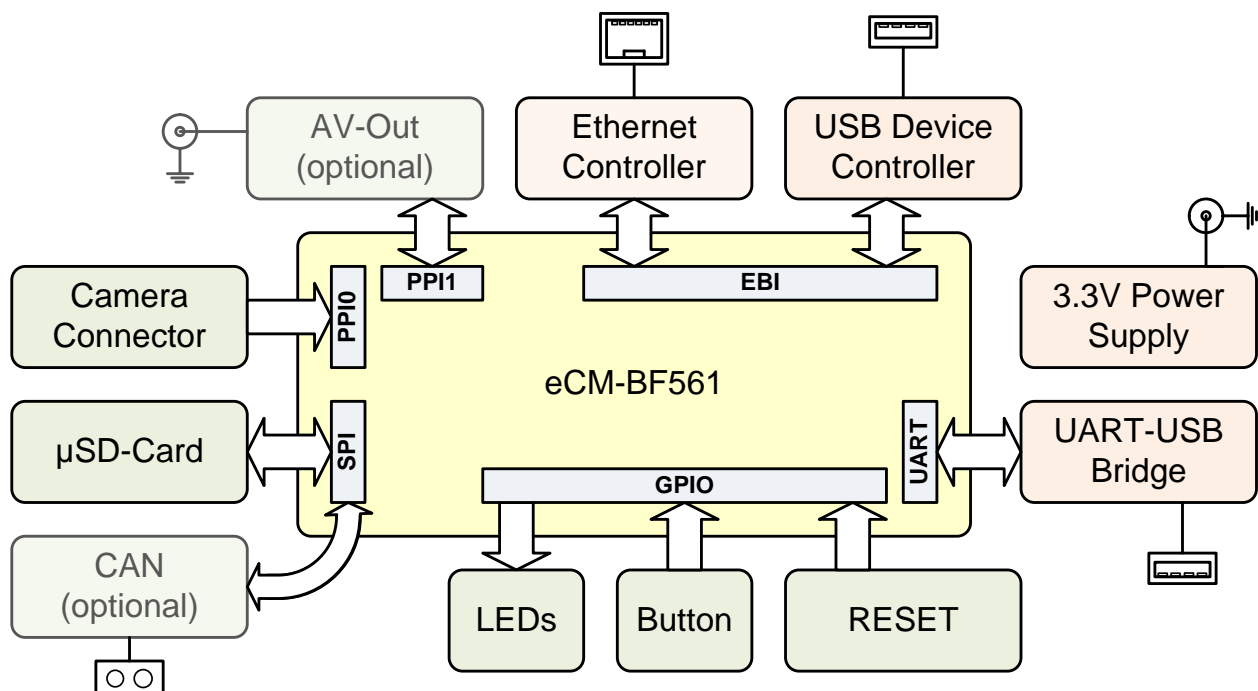 AV-Out
(optional)
Ethernet
Controller
USB Device
Controller
Camera
Connector
PPI0
PPI1
EBI
3.3V Power
Supply
eCM-BF561
µSD-Card
SPI
GPIO
UART
UART-USB
Bridge
CAN
(optional)
LEDs
Button
RESET